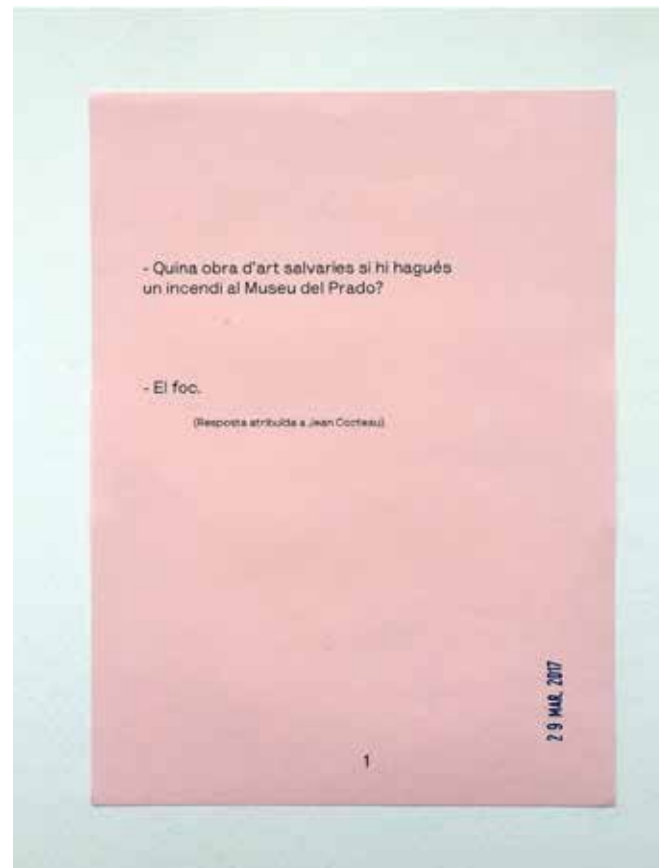 - Quina obra d'art salvaries si hi hagués
un incendi al Museu del Prado?
- El foc.
(Resposta atribuïda a Jean Cocteau)
1
29 MAR. 2017